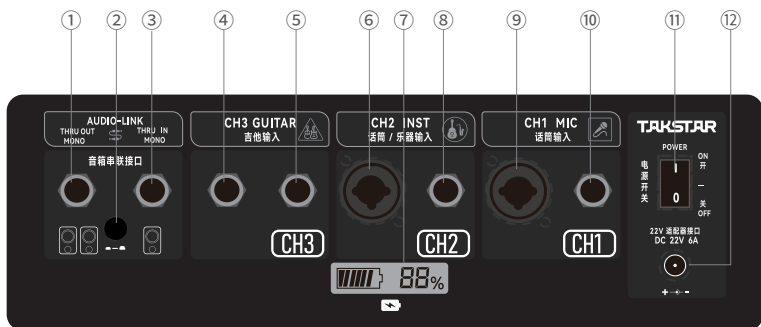 ① ② ③ ④ ⑤ ⑥ ⑦ ⑧ ⑨ ⑩ ⑪ ⑫
AUDIO-LINK
THRU OUT
MONO
THRU IN
MONO
音箱串联接口
CH3 GUITAR
吉他输入
CH3
CH2 INST
话筒 / 乐器输入
CH2
CH1 MIC
话筒输入
CH1
88%
TAKSTAR
POWER
电源开关
I
0
ON
开
—
关
OFF
22V 适配器接口
DC 22V 6A
+ -